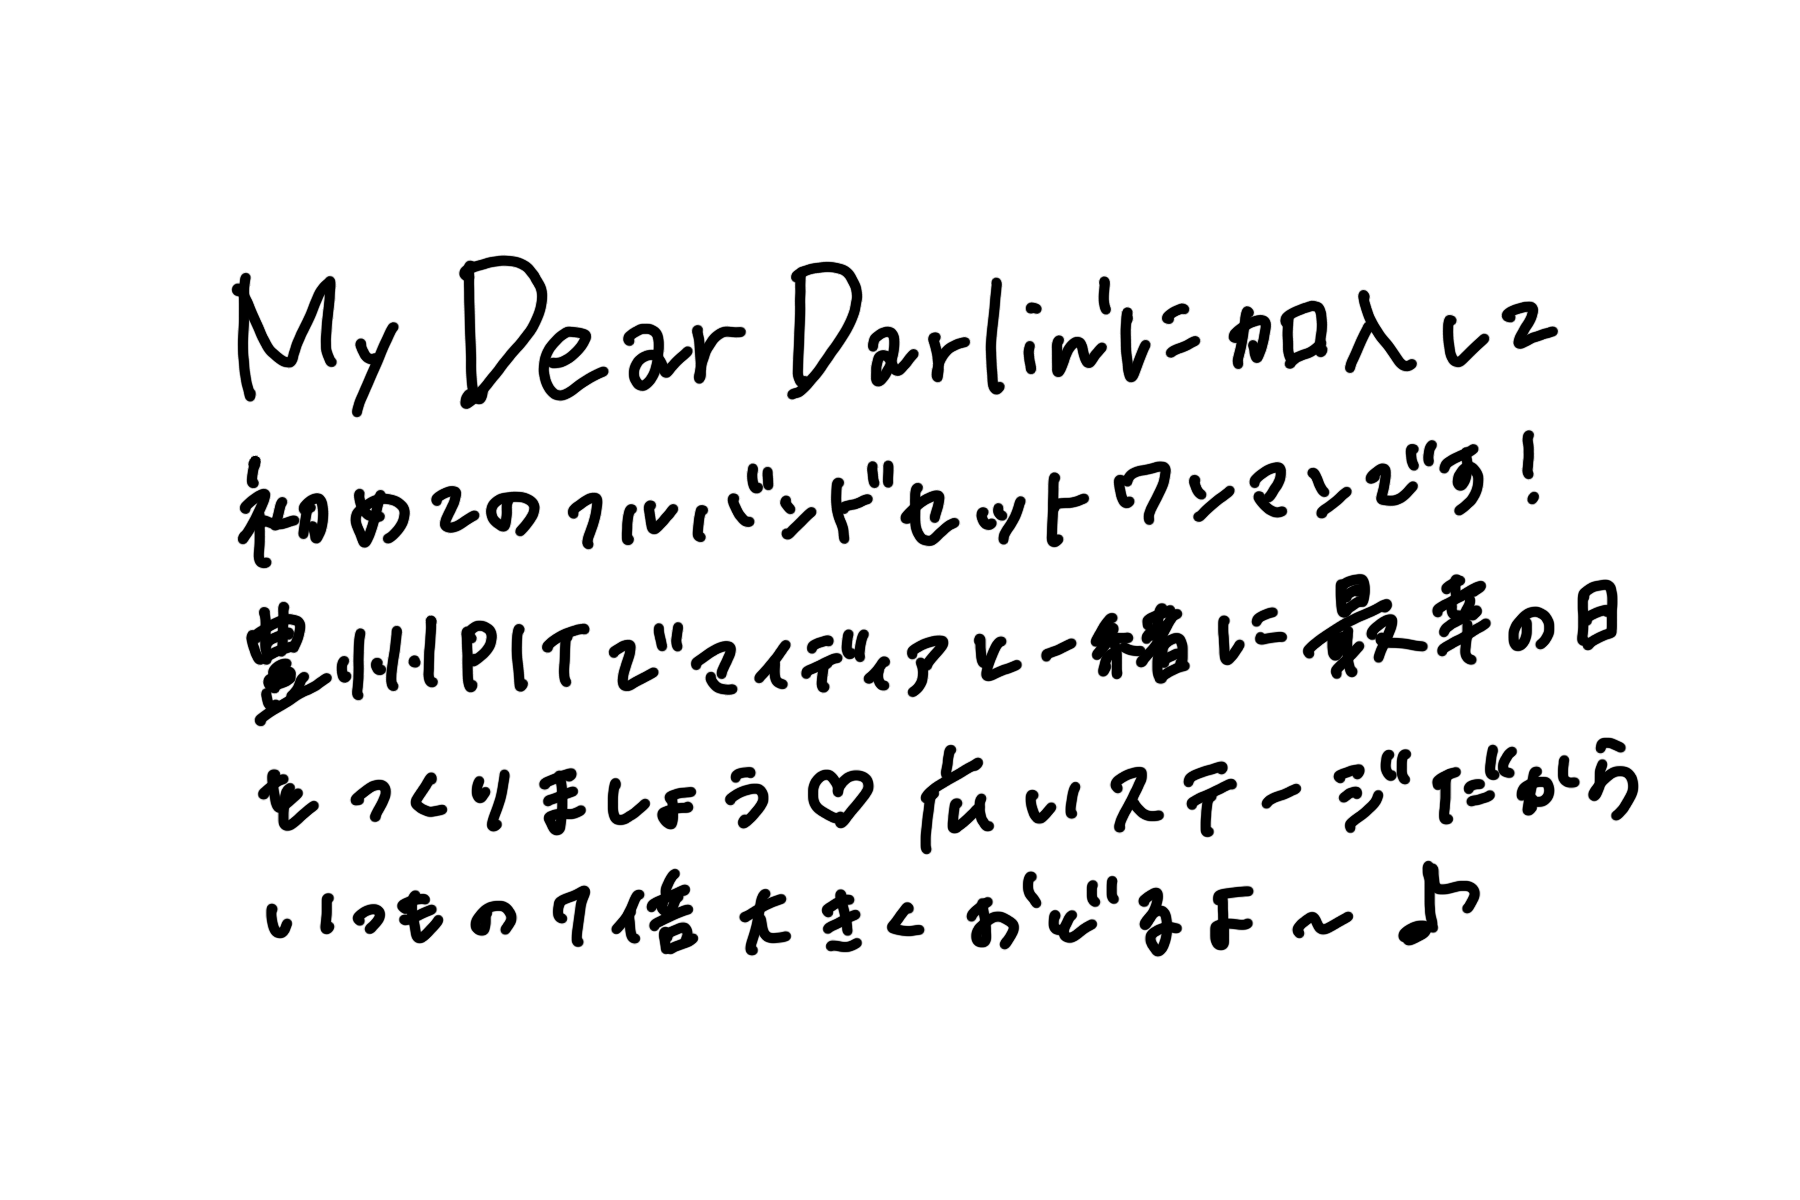 My Dear Darlin'に加入して
初めてのフルバンドセットワンマンです!
豊洲PITでマイディアと一緒に最幸の日
をつくりましょう♡ 広いステージだから
いつもの7倍大きくおどるよ〜♪